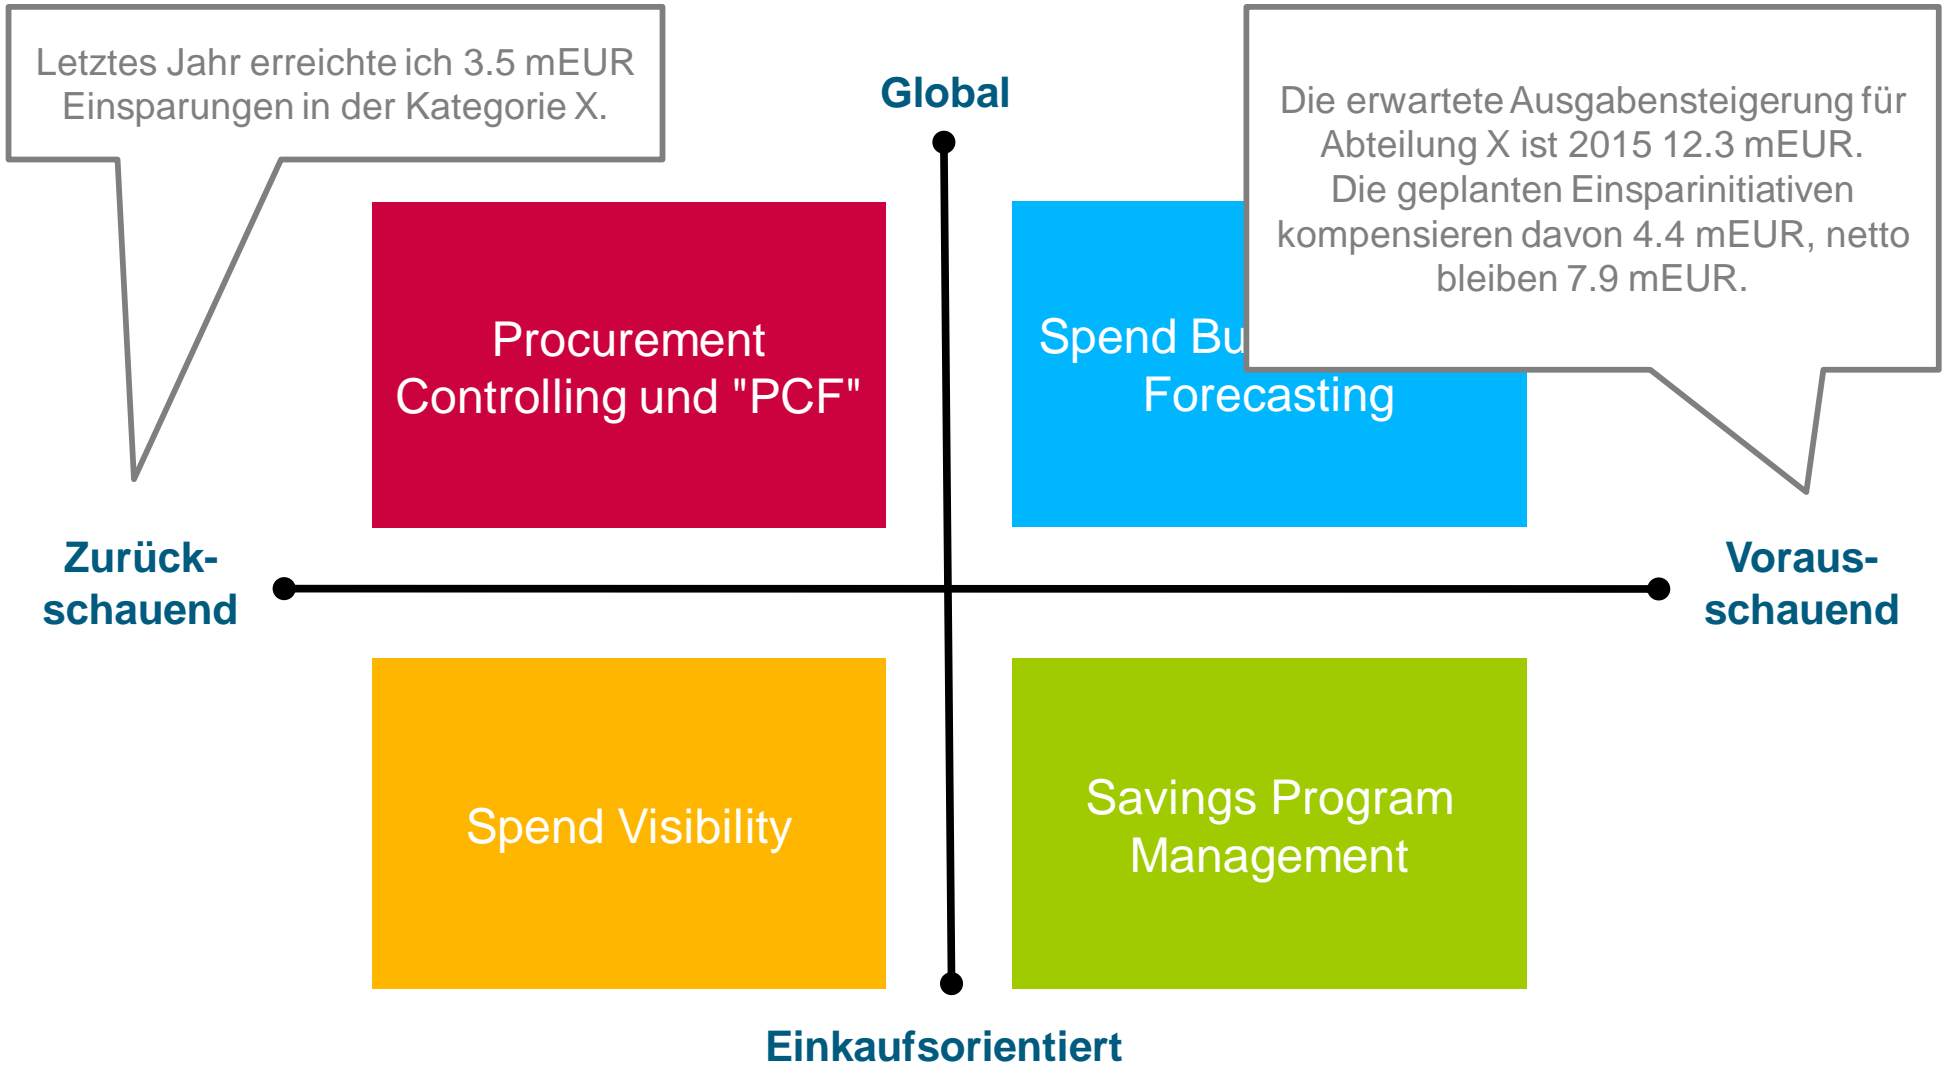 Letztes Jahr erreichte ich 3.5 mEUR
Einsparungen in der Kategorie X.
Global
Die erwartete Ausgabensteigerung für
Abteilung X ist 2015 12.3 mEUR.
Die geplanten Einsparinitiativen
kompensieren davon 4.4 mEUR, netto
bleiben 7.9 mEUR.
Procurement
Controlling und "PCF"
Spend
Forecasting
Zurück-
schauend
Voraus-
schauend
Spend Visibility
Savings Program
Management
Einkaufsorientiert